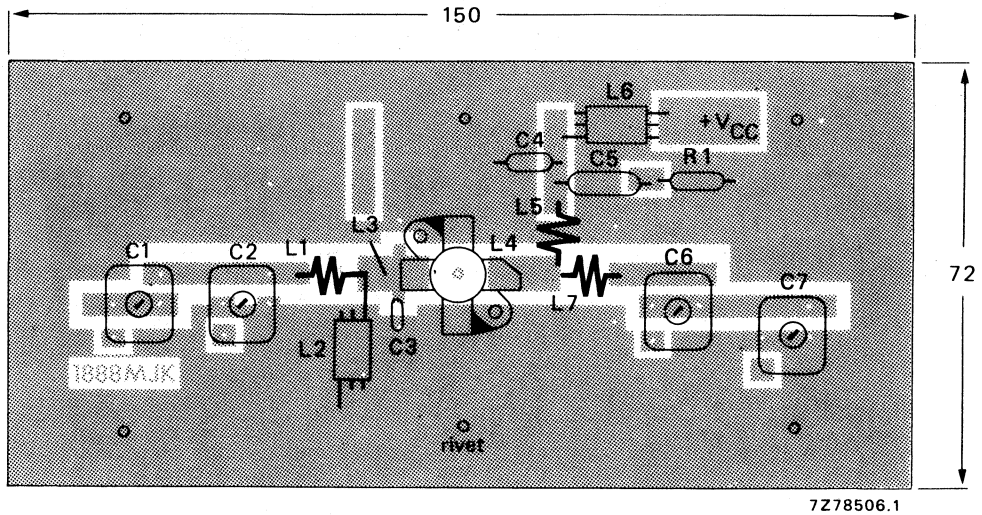 150
L6
+VCC
C4
C5
R1
L5
L3
C1
C2
L1
L4
C6
C7
72
L7
L2
C3
1888MJK
rivet
7Z78506.1